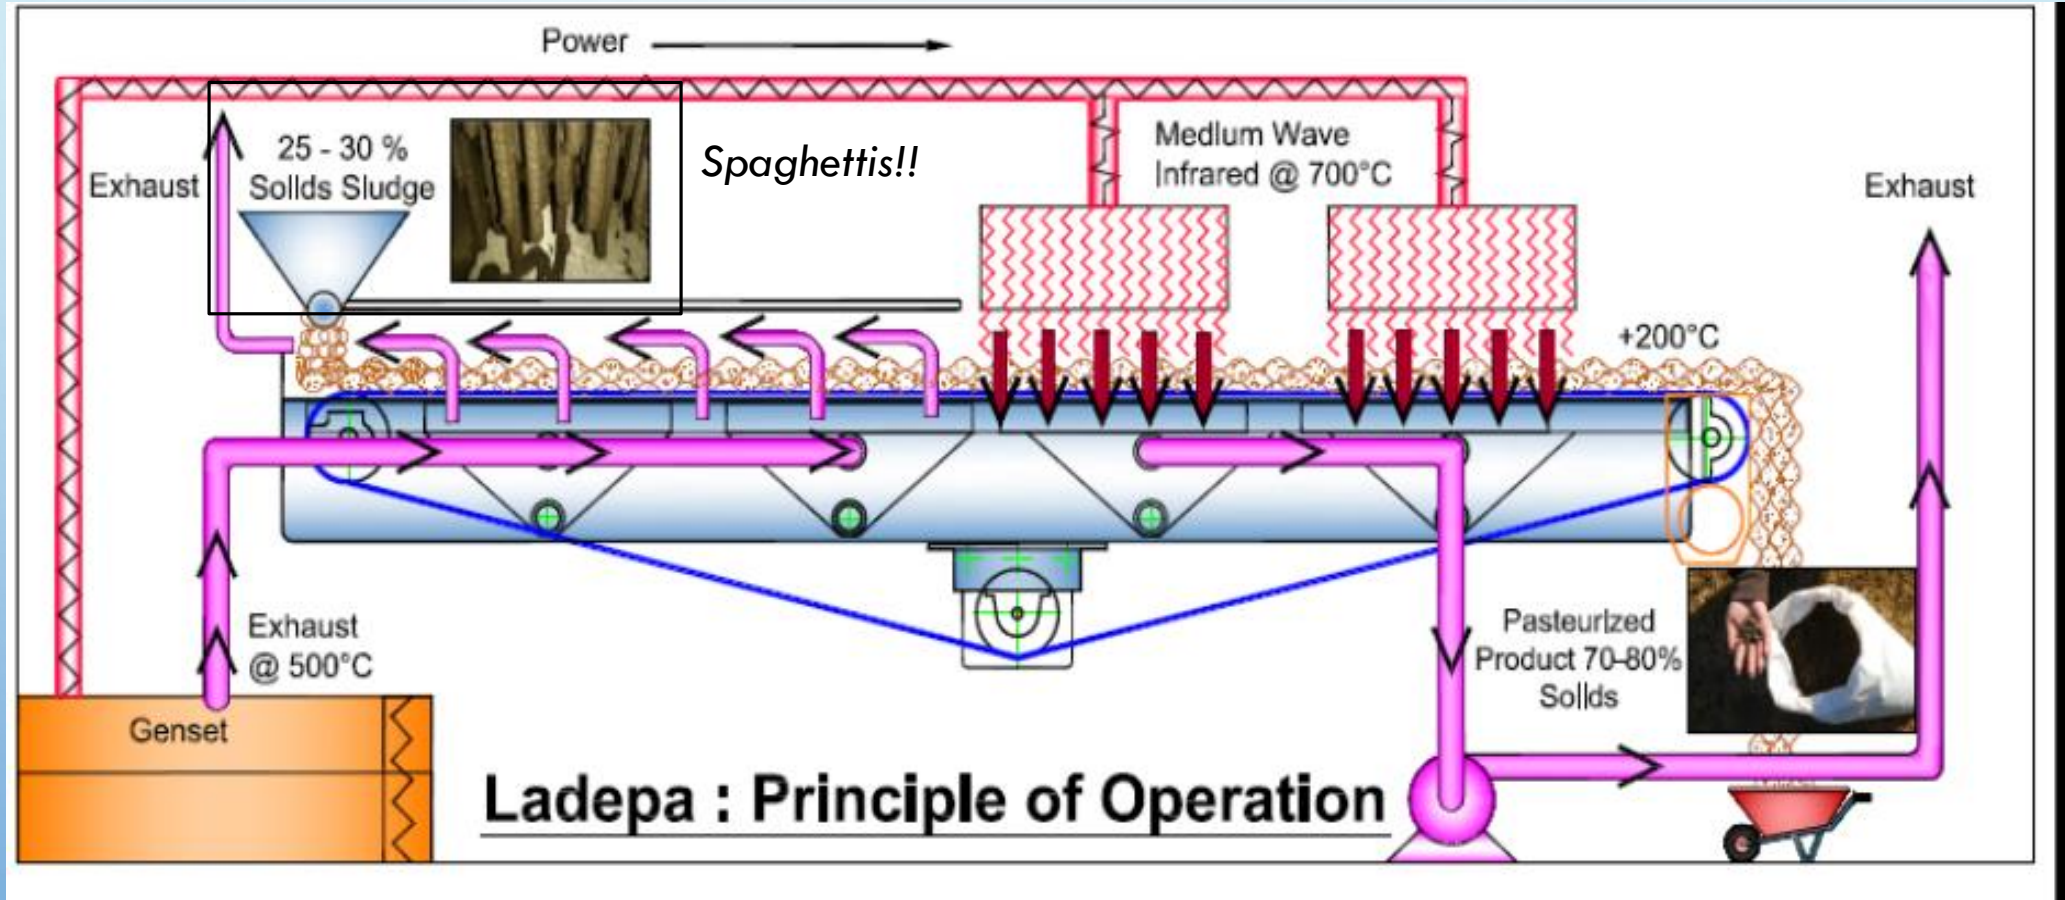 Power
25 - 30 %
Solids Sludge
Exhaust
Spaghettis!!
Medium Wave
Infrared @ 700°C
Exhaust
+200°C
Exhaust
@ 500°C
Pasteurized
Product 70-80%
Solids
Genset
Ladepa : Principle of Operation